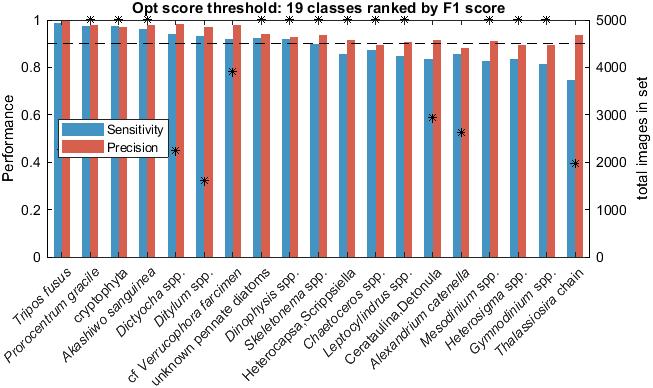 Opt score threshold: 19 classes ranked by F1 score
1
0.8
0.6
0.4
0.2
0
Performance
Sensitivity
Precision
5000
4000
3000
2000
1000
0
total images in set
Tripos fusus
Prorocentrum gracile
cryptophyta
Akashiwo sanguinea
Dictyocha spp.
Ditylum spp.
cf Verrucophora farcimen
unknown pennate diatoms
Dinophysis spp.
Skeletonema spp.
Heterocapsa,Scrippsiella
Chaetoceros spp.
Leptocylindrus spp.
Cerataulina,Detonula
Alexandrium catenella
Mesodinium spp.
Heterosigma spp.
Gymnodinium spp.
Thalassiosira chain